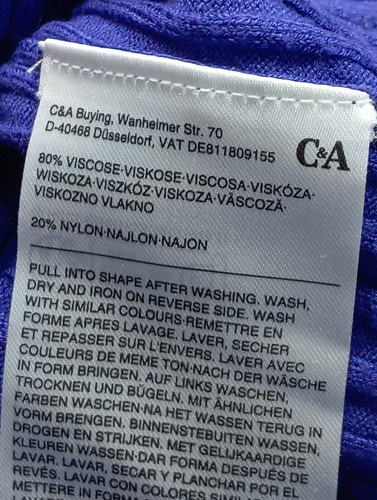 C&A Buying, Wanheimer Str. 70
D-40468 Düsseldorf, VAT DE811809155
C&A
80% VISCOSE·VISKOSE·VISCOSA·VISKÓZA·
WISKOZA·VISZKÓZ·VISKOZA·VÂSCOZĂ·
VISKOZNO VLAKNO
20% NYLON·NAJLON·NAJON
PULL INTO SHAPE AFTER WASHING. WASH,
DRY AND IRON ON REVERSE SIDE. WASH
WITH SIMILAR COLOURS·REMETTRE EN
FORME APRES LAVAGE. LAVER, SECHER
ET REPASSER SUR L'ENVERS. LAVER AVEC
COULEURS DE MEME TON·NACH DER WÄSCHE
IN FORM BRINGEN. AUF LINKS WASCHEN,
TROCKNEN UND BÜGELN. MIT ÄHNLICHEN
FARBEN WASCHEN·NA HET WASSEN TERUG IN
VORM BRENGEN. BINNENSTEBUITEN WASSEN,
DROGEN EN STRIJKEN. MET GELIJKAARDIGE
KLEUREN WASSEN·DAR FORMA DESPUÉS DE
LAVAR. LAVAR, SECAR Y PLANCHAR POR EL
REVÉS. LAVAR CON COLORES
METTERE IN FORMA